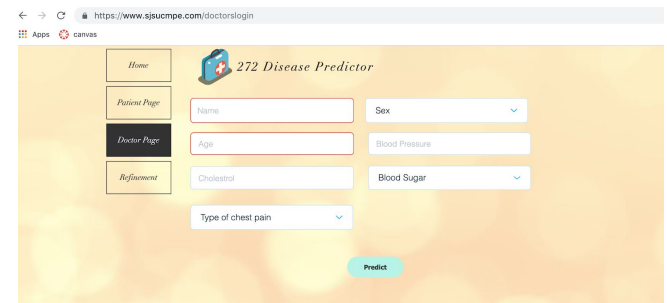 https://www.sjsucmpe.com/doctorslogin
Apps canvas
Home
272 Disease Predictor
Patient Page
Name
Sex
Doctor Page
Age
Blood Pressure
Refinement
Cholestrol
Blood Sugar
Type of chest pain
Predict